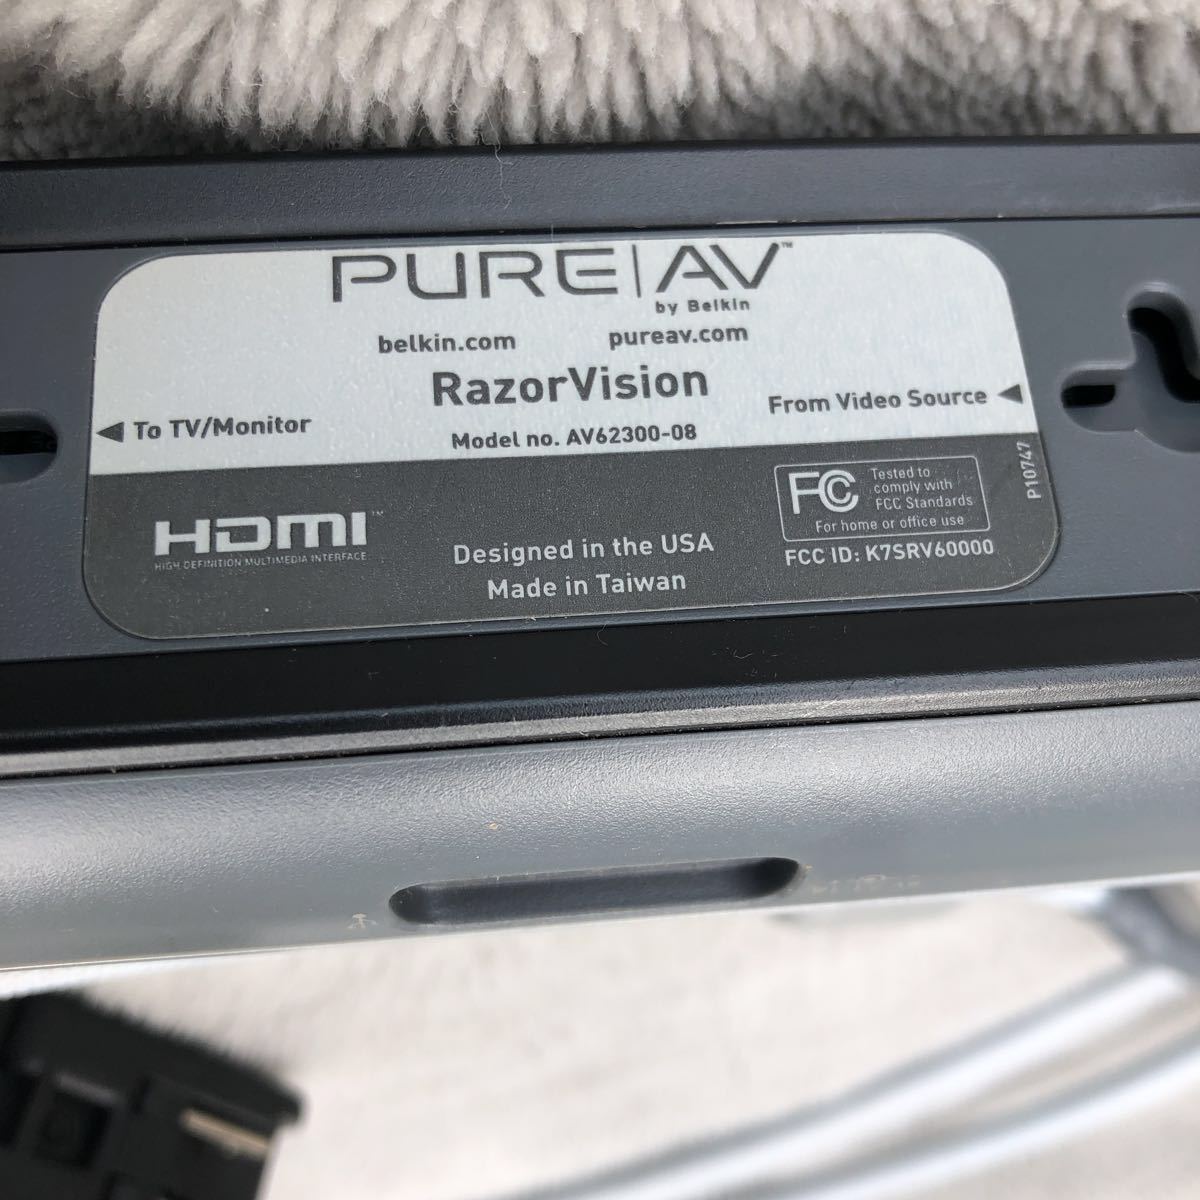 PURE|AV™
by Belkin
belkin.com pureav.com
RazorVision
◀ To TV/Monitor
From Video Source ◀
Model no. AV62300-08
P10747
HDMI™
HIGH DEFINITION MULTIMEDIA INTERFACE
Designed in the USA
Made in Taiwan
FC
Tested to
comply with
FCC Standards
For home or office use
FCC ID: K7SRV60000